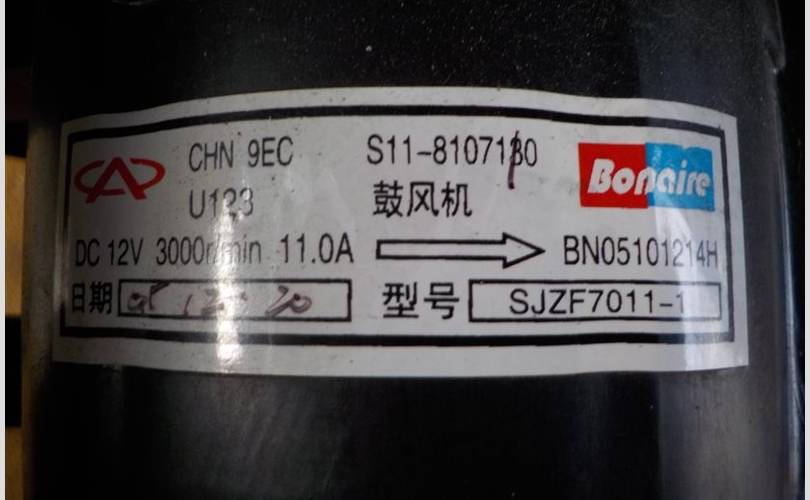 CHN 9EC S11-8107130 Bonaire
U123 鼓风机
DC 12V 3000r/min 11.0A BN05101214H
日期 型号 SJZF7011-1